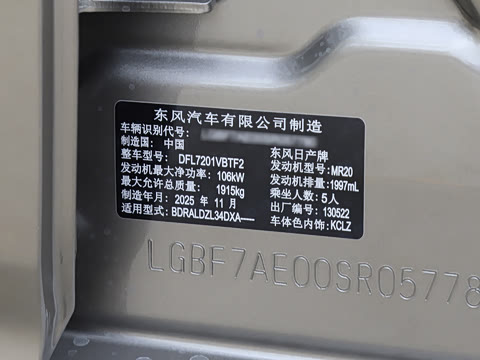 东风汽车有限公司制造
车辆识别代号：
制造国： 中国 东风日产牌
整车型号： DFL7201VBTF2 发动机型号： MR20
发动机最大净功率： 106kW 发动机排量： 1997mL
最大允许总质量： 1915kg 乘坐人数： 5人
制造年月： 2025 年 11 月 出厂编号： 130522
适用型号： BDRALDZL34DXA—— 车体色内饰： KCLZ
LGBF7AE00SR05778